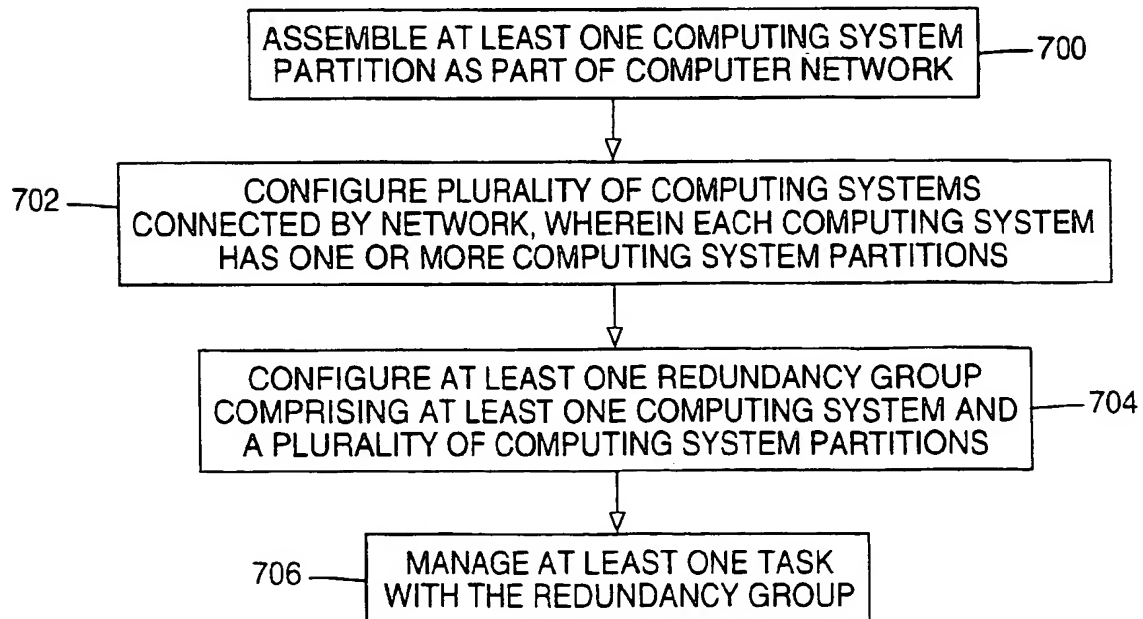 ASSEMBLE AT LEAST ONE COMPUTING SYSTEM
PARTITION AS PART OF COMPUTER NETWORK
700
702
CONFIGURE PLURALITY OF COMPUTING SYSTEMS
CONNECTED BY NETWORK, WHEREIN EACH COMPUTING SYSTEM
HAS ONE OR MORE COMPUTING SYSTEM PARTITIONS
CONFIGURE AT LEAST ONE REDUNDANCY GROUP
COMPRISING AT LEAST ONE COMPUTING SYSTEM AND
A PLURALITY OF COMPUTING SYSTEM PARTITIONS
704
706
MANAGE AT LEAST ONE TASK
WITH THE REDUNDANCY GROUP